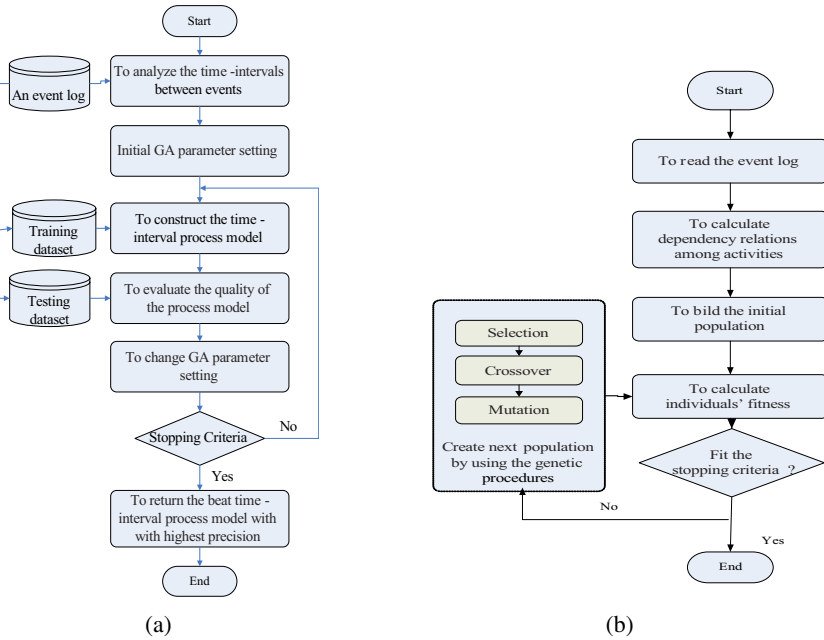 Start
An event log
To analyze the time -intervals
between events
Initial GA parameter setting
Training
dataset
To construct the time -
interval process model
Testing
dataset
To evaluate the quality of
the process model
To change GA parameter
setting
Stopping Criteria
No
Yes
To return the beat time -
interval process model with
with highest precision
End
(a)
Start
To read the event log
To calculate
dependency relations
among activities
To bild the initial
population
Selection
Crossover
Mutation
Create next population
by using the genetic
procedures
To calculate
individuals' fitness
Fit the
stopping criteria ?
No
Yes
End
(b)